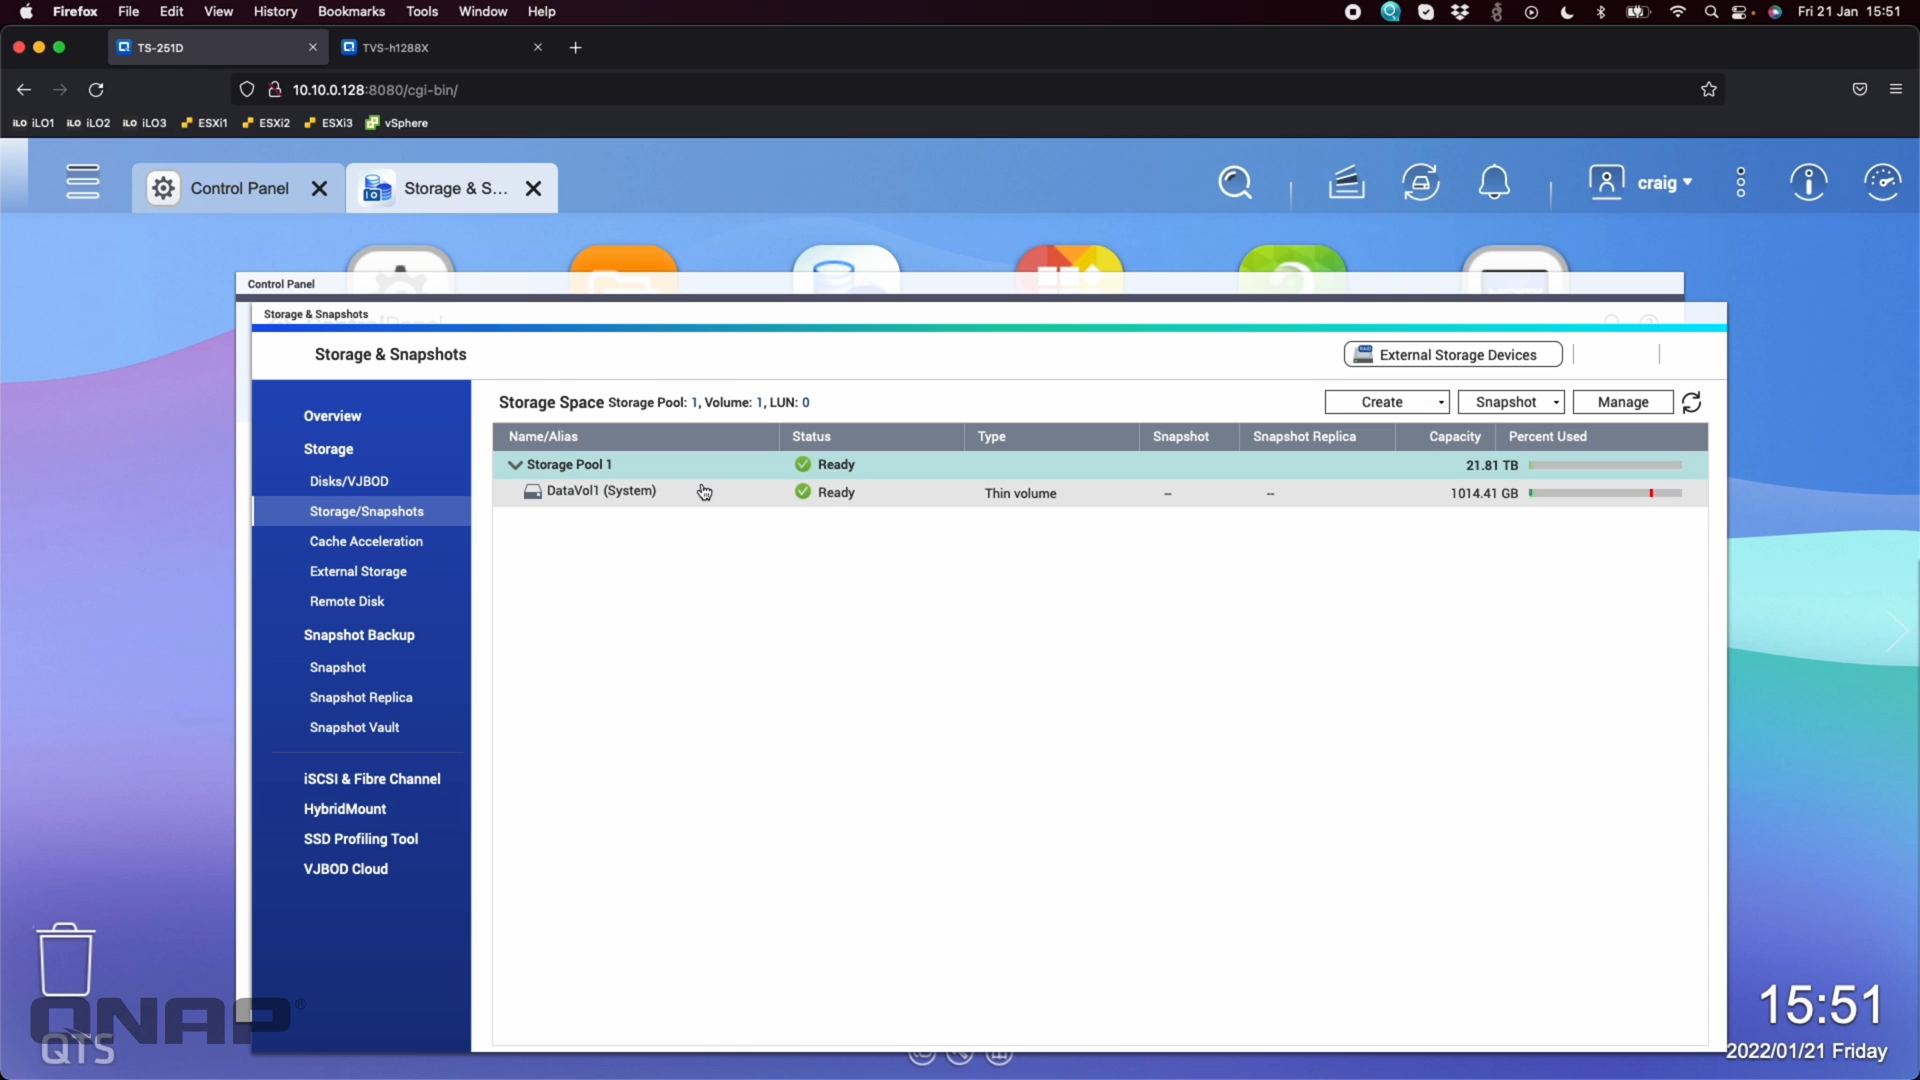 Firefox File Edit View History Bookmarks Tools Window Help Fri 21 Jan 15:51
TS-251D TVS-h1288X
10.10.0.128:8080/cgi-bin/
iLO iLO1 iLO iLO2 iLO iLO3 ESXi1 ESXi2 ESXi3 vSphere
Control Panel Storage & S... craig
Control Panel
Storage & Snapshots
Storage & Snapshots External Storage Devices
Storage Space Storage Pool: 1, Volume: 1, LUN: 0 Create Snapshot Manage
Name/Alias Status Type Snapshot Snapshot Replica Capacity Percent Used
Storage Pool 1 Ready 21.81 TB
DataVol1 (System) Ready Thin volume -- -- 1014.41 GB
Overview
Storage
Disks/VJBOD
Storage/Snapshots
Cache Acceleration
External Storage
Remote Disk
Snapshot Backup
Snapshot
Snapshot Replica
Snapshot Vault
iSCSI & Fibre Channel
HybridMount
SSD Profiling Tool
VJBOD Cloud
QNAP®
QTS
15:51
2022/01/21 Friday